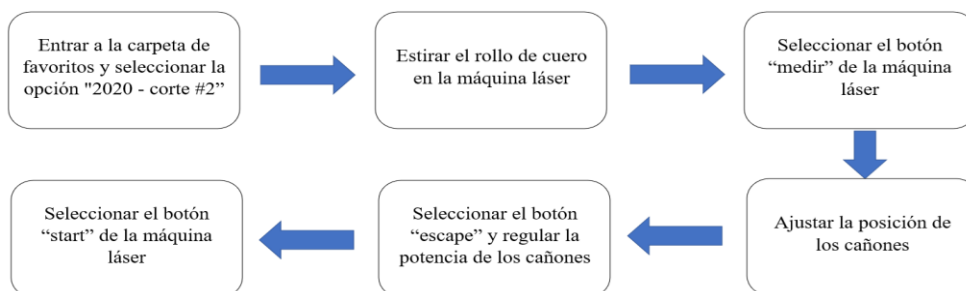 Entrar a la carpeta de
favoritos y seleccionar la
opción "2020 - corte #2”
Estirar el rollo de cuero
en la máquina láser
Seleccionar el botón
“medir” de la máquina
láser
Ajustar la posición de
los cañones
Seleccionar el botón
“escape” y regular la
potencia de los cañones
Seleccionar el botón
“start” de la máquina
láser